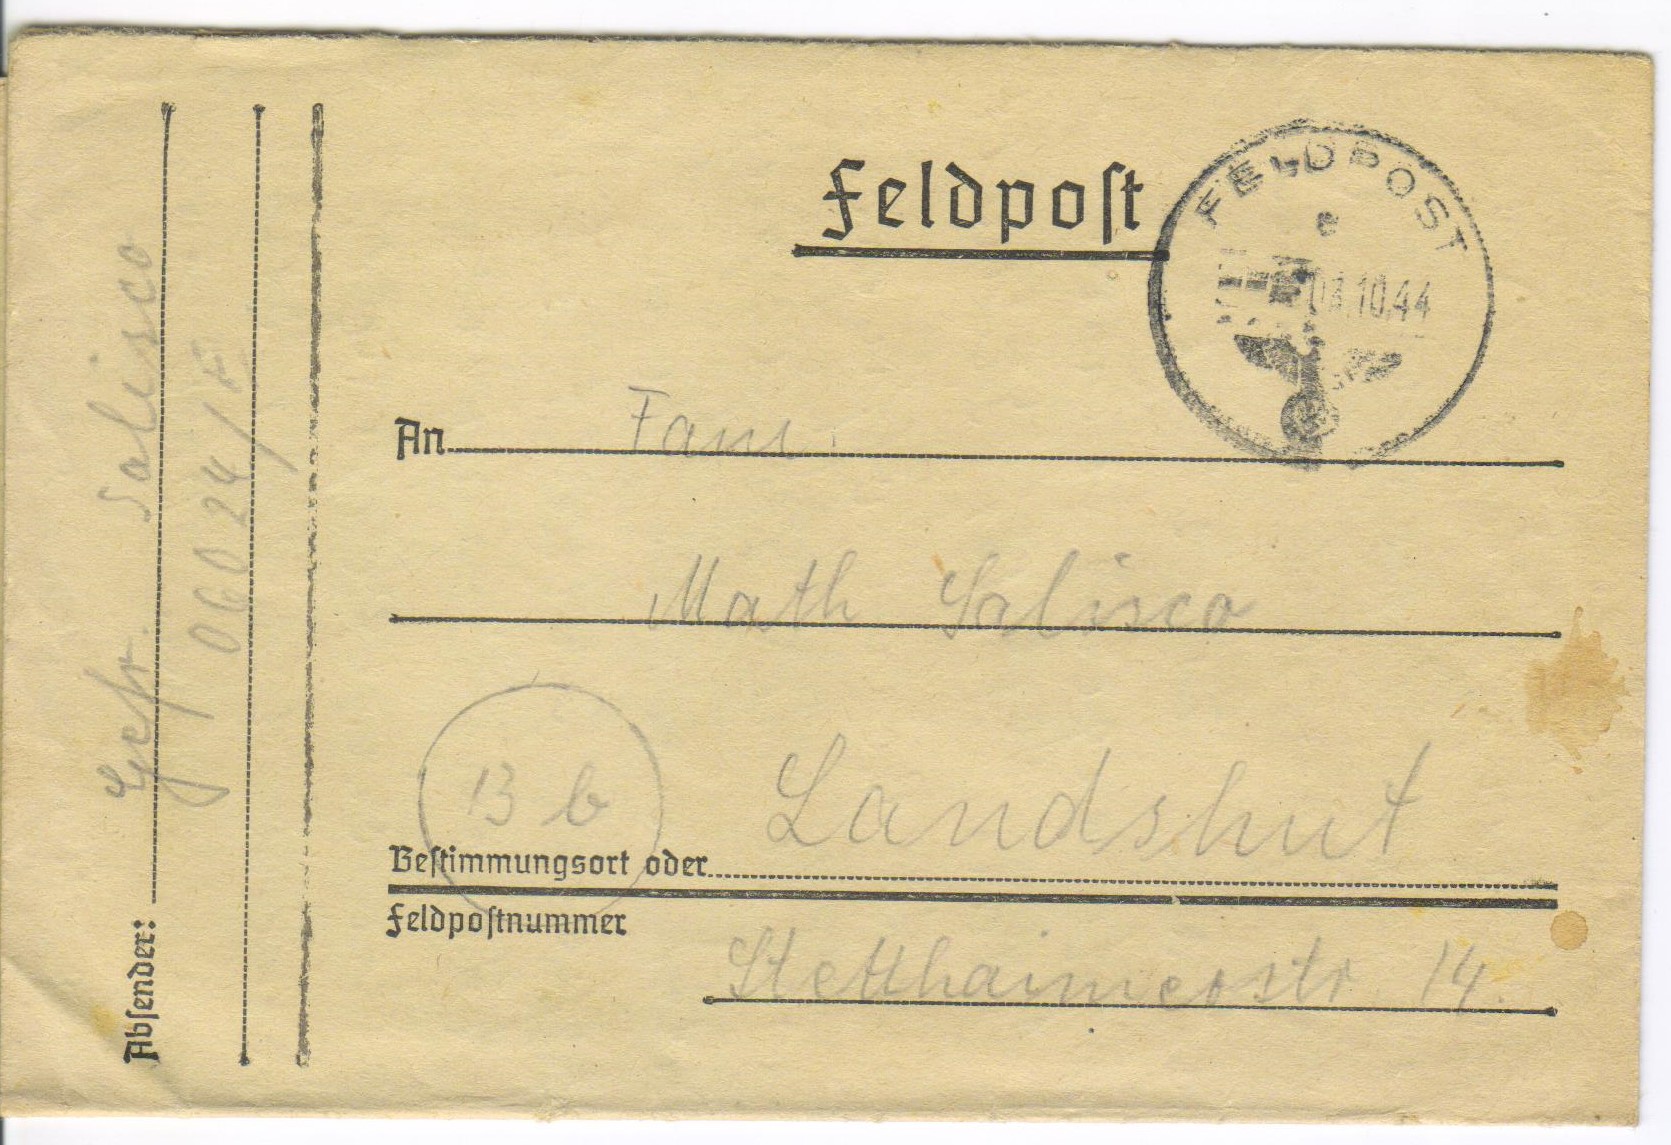 Feldpost
FELDPOST
e
.10.44
An Fam.
Math Salisco
13 b
Landshut
Bestimmungsort oder
Feldpostnummer
Stetthaimerstr 14.
Absender: Gefr. Salisco
06024/E